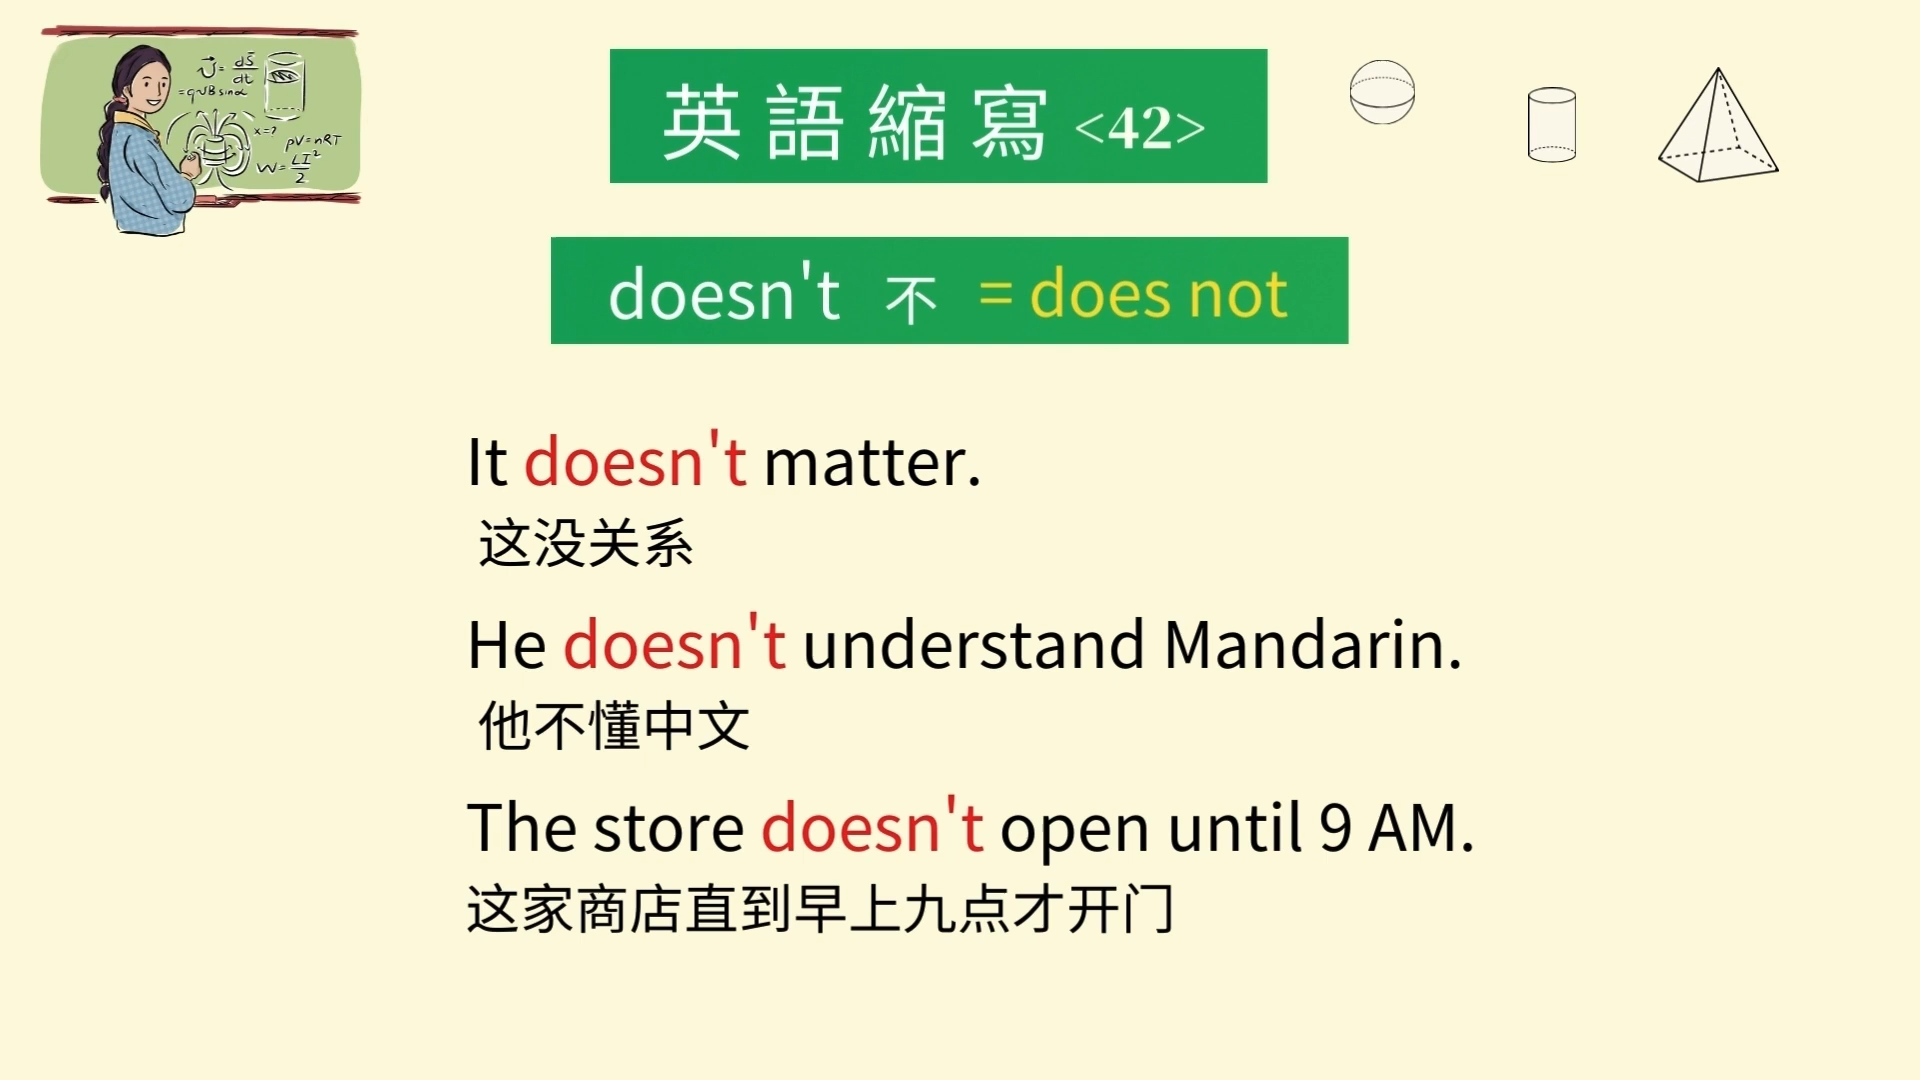 英語縮寫 <42>
doesn't 不 = does not
It doesn't matter.
这没关系
He doesn't understand Mandarin.
他不懂中文
The store doesn't open until 9 AM.
这家商店直到早上九点才开门
x=?
pV=nRT